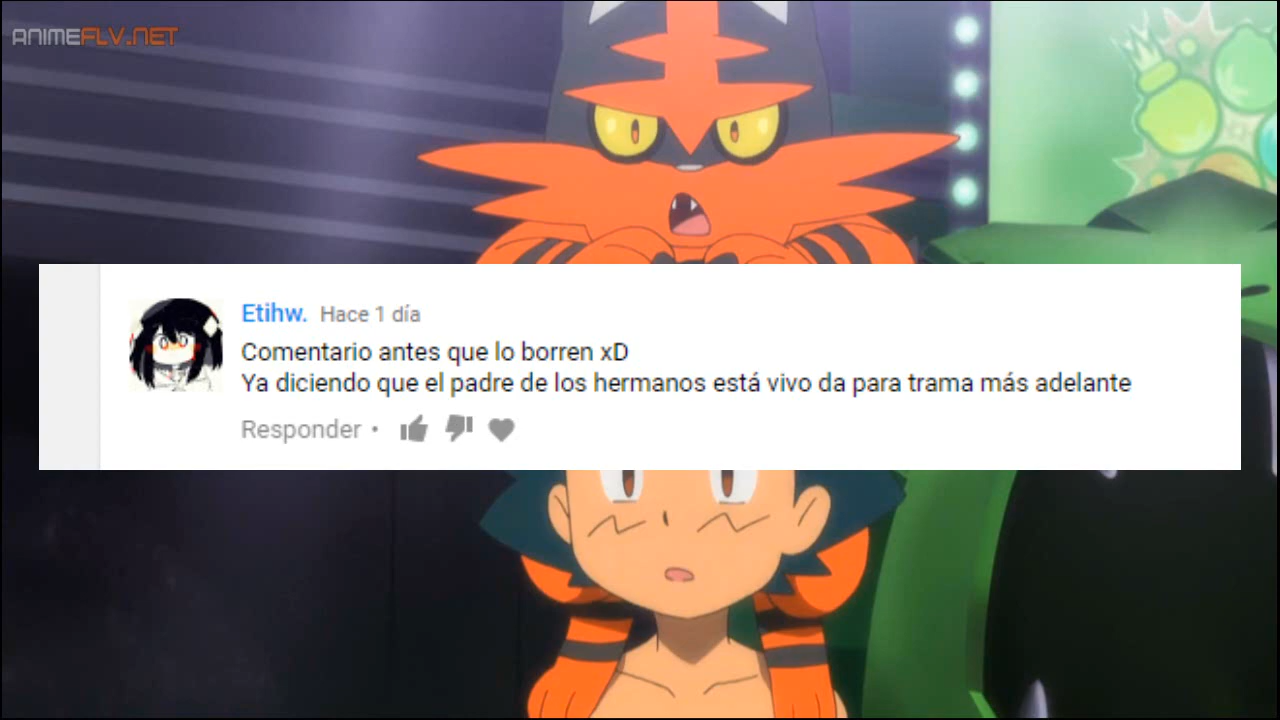 ANIMEFLV.NET
Etihw. Hace 1 día
Comentario antes que lo borren xD
Ya diciendo que el padre de los hermanos está vivo da para trama más adelante
Responder •